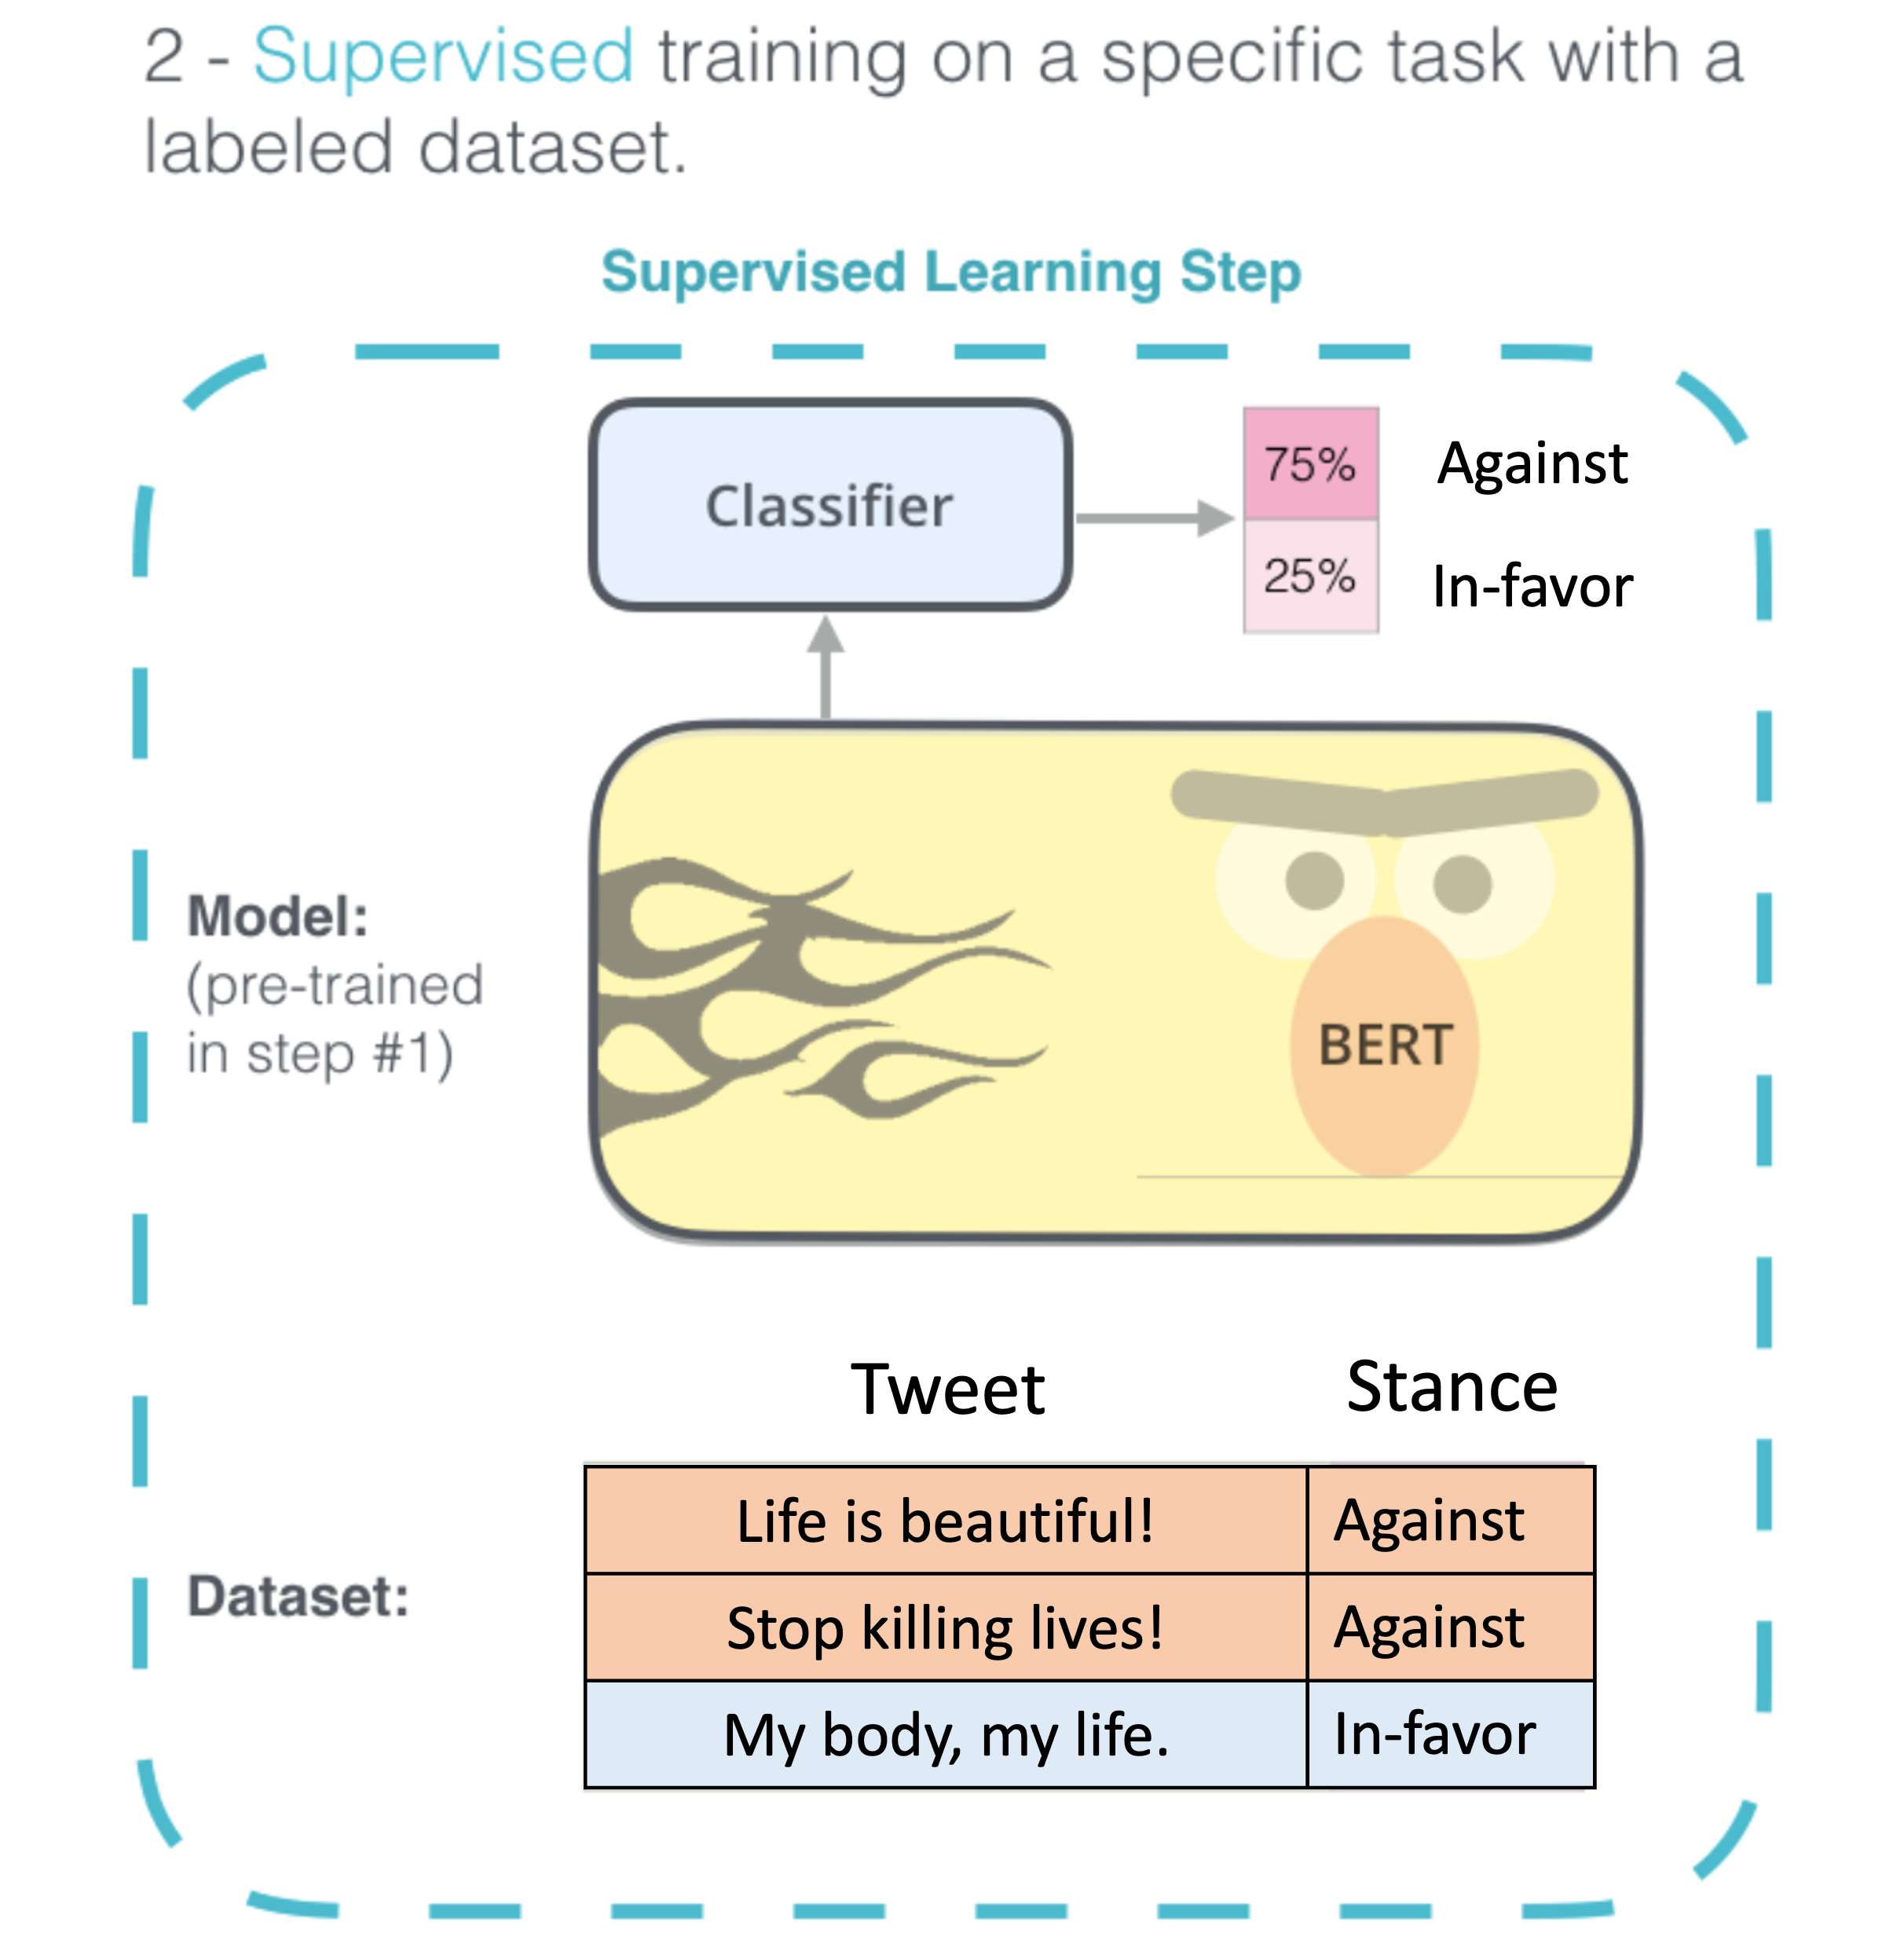 2 - Supervised training on a specific task with a
labeled dataset.
Supervised Learning Step
Classifier
75%
Against
25%
In-favor
Model:
(pre-trained
in step #1)
BERT
Tweet
Stance
Dataset:
Life is beautiful!
Against
Stop killing lives!
Against
My body, my life.
In-favor